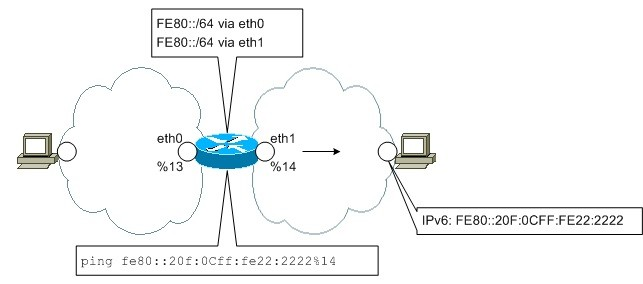 FE80::/64 via eth0
FE80::/64 via eth1
eth0
eth1
%13
%14
IPv6: FE80::20F:0CFF:FE22:2222
ping fe80::20f:0Cff:fe22:2222%14